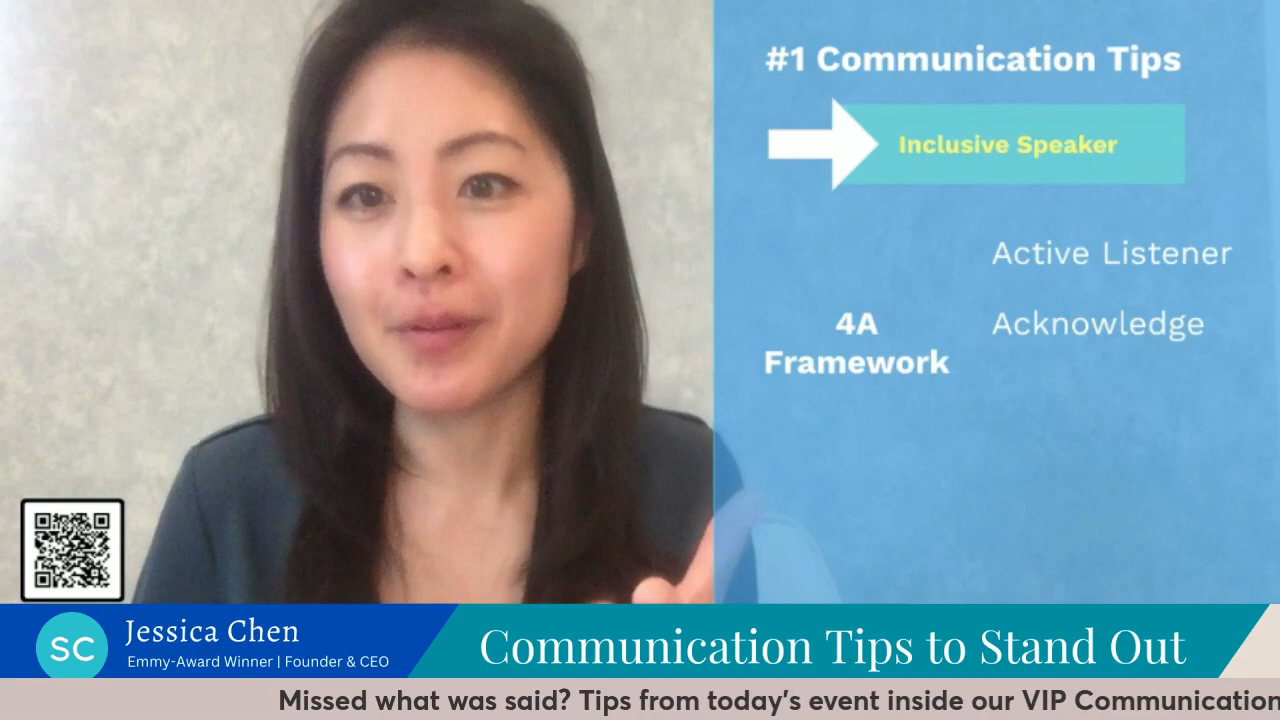 #1 Communication Tips
Inclusive Speaker
Active Listener
4A
Framework
Acknowledge
SC
Jessica Chen
Emmy-Award Winner | Founder & CEO
Communication Tips to Stand Out
Missed what was said? Tips from today's event inside our VIP Communication